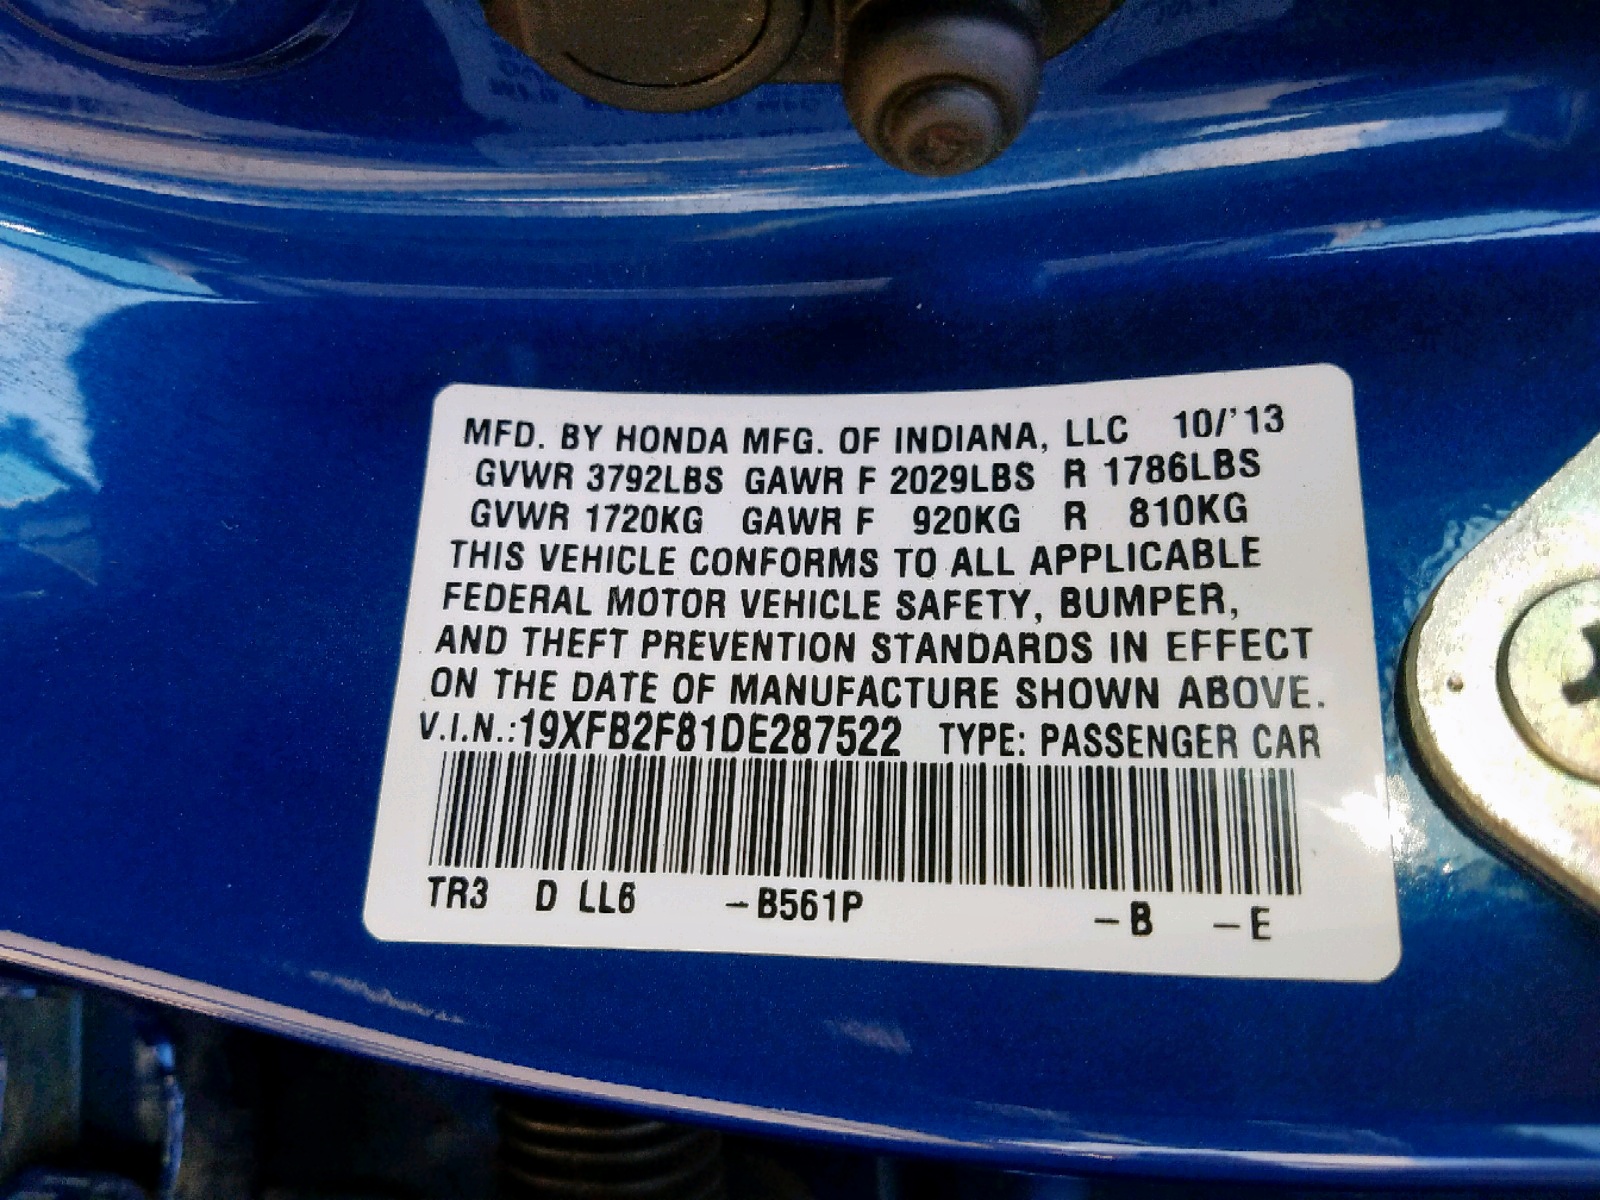 MFD. BY HONDA MFG. OF INDIANA, LLC 10/'13
GVWR 3792LBS GAWR F 2029LBS R 1786LBS
GVWR 1720KG GAWR F 920KG R 810KG
THIS VEHICLE CONFORMS TO ALL APPLICABLE
FEDERAL MOTOR VEHICLE SAFETY, BUMPER,
AND THEFT PREVENTION STANDARDS IN EFFECT
ON THE DATE OF MANUFACTURE SHOWN ABOVE.
V.I.N.:19XFB2F81DE287522 TYPE: PASSENGER CAR
TR3 D LL6 -B561P -B -E